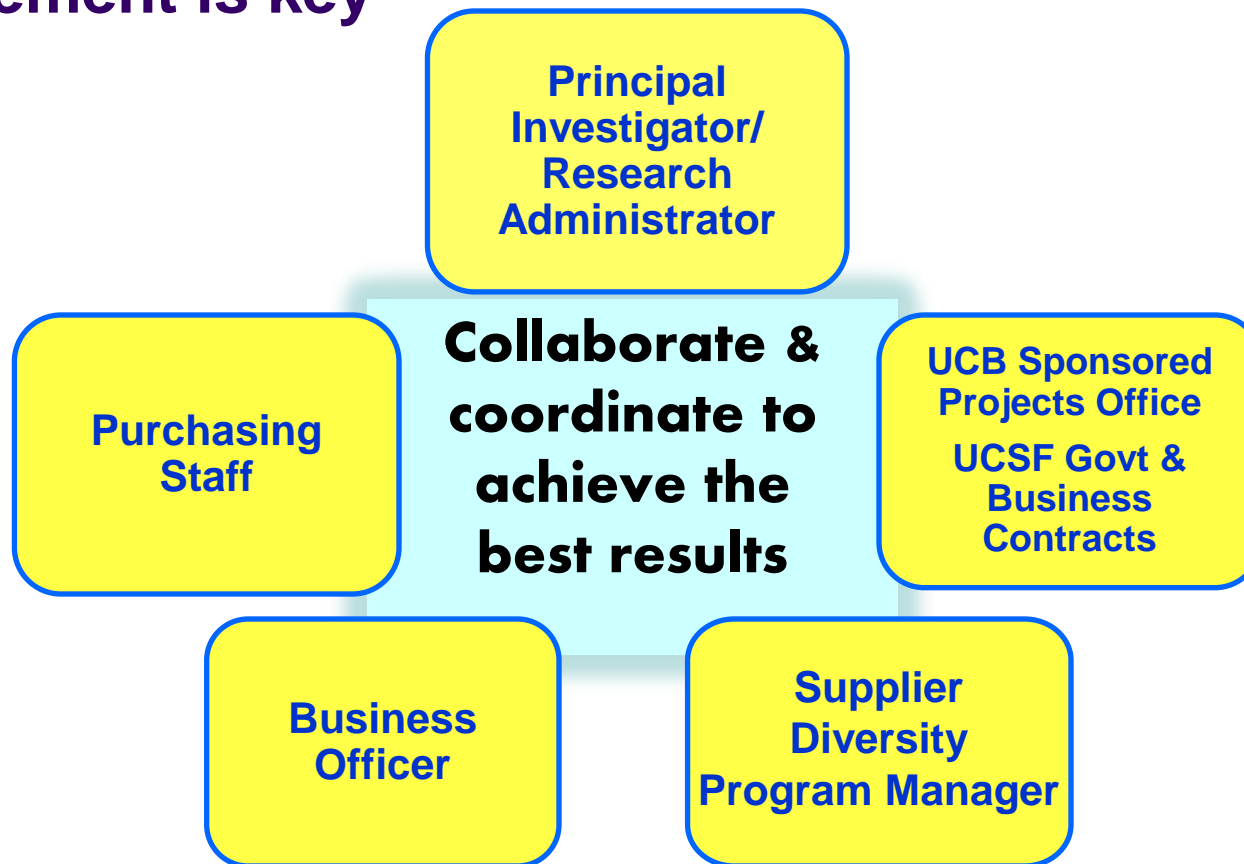 is key
Principal
Investigator/
Research
Administrator
Collaborate &
coordinate to
achieve the
best results
Purchasing
Staff
UCB Sponsored
Projects Office
UCSF Govt &
Business
Contracts
Business
Officer
Supplier
Diversity
Program Manager